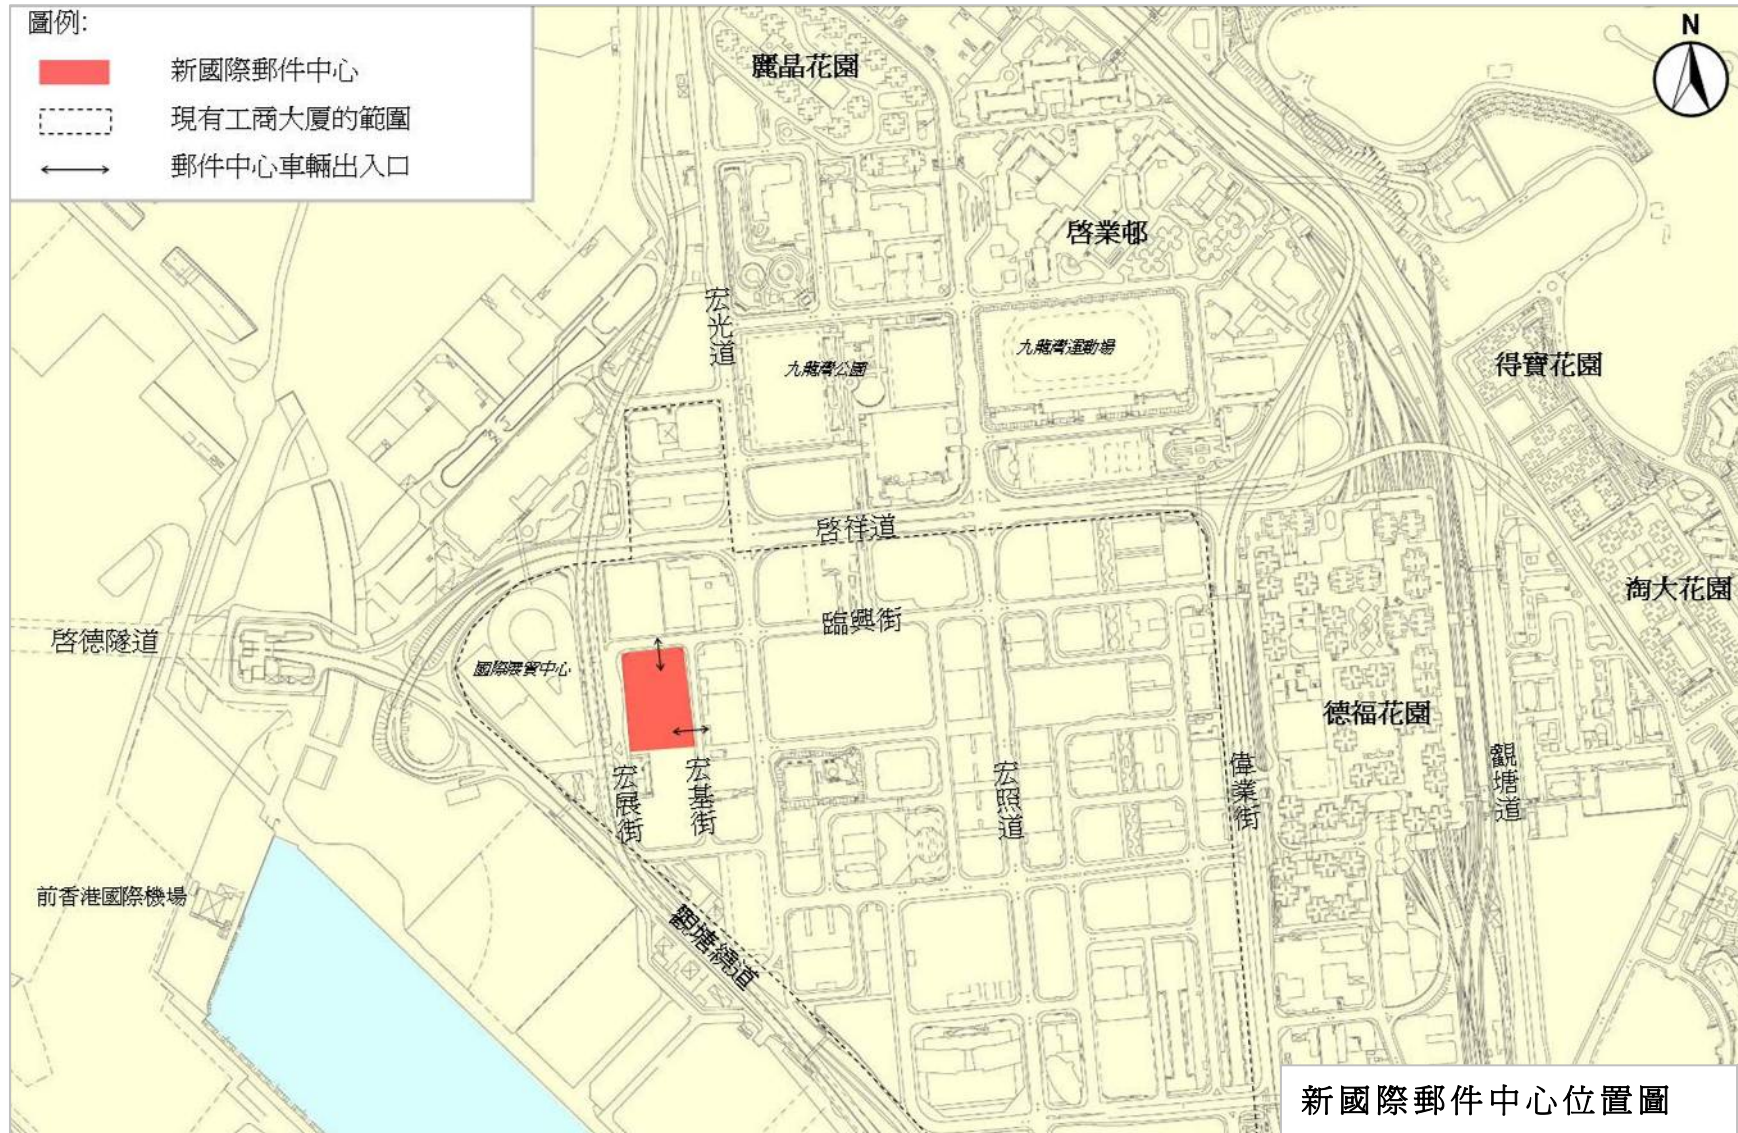 圖例:
新國際郵件中心
現有工商大厦的範圍
郵件中心車輛出入口
N
麗晶花園
啓業邨
宏光道
九龍灣公園
九龍灣運動場
得寶花園
啓祥道
淘大花園
臨興街
啓德隧道
國際展貿中心
德福花園
宏展街
宏基街
宏照道
偉業街
觀塘道
前香港國際機場
觀塘繞道
新國際郵件中心位置圖